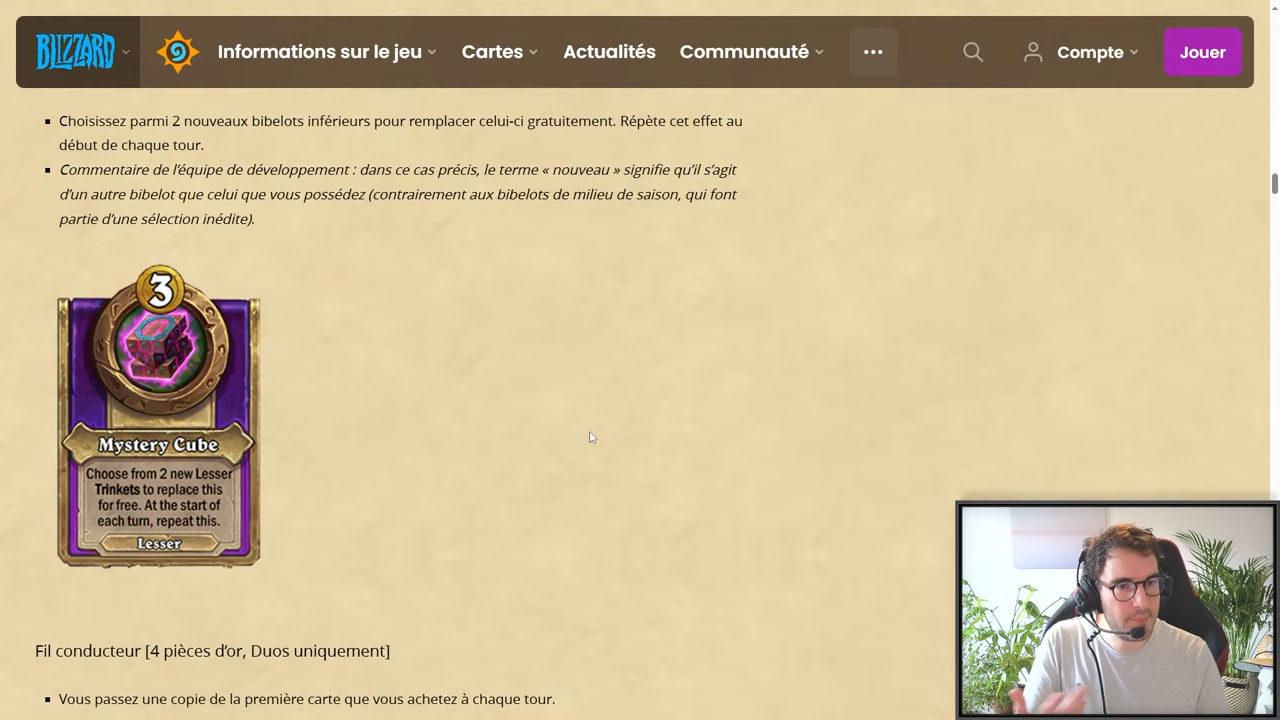 BLIZZARD
Informations sur le jeu
Cartes
Actualités
Communauté
•••
Compte
Jouer
Choisissez parmi 2 nouveaux bibelots inférieurs pour remplacer celui-ci gratuitement. Répète cet effet au
début de chaque tour.
Commentaire de l'équipe de développement : dans ce cas précis, le terme « nouveau » signifie qu'il s'agit
d'un autre bibelot que celui que vous possédez (contrairement aux bibelots de milieu de saison, qui font
partie d'une sélection inédite).
3
Mystery Cube
Choose from 2 new Lesser
Trinkets to replace this
for free. At the start of
each turn, repeat this.
Lesser
Fil conducteur [4 pièces d'or, Duos uniquement]
Vous passez une copie de la première carte que vous achetez à chaque tour.